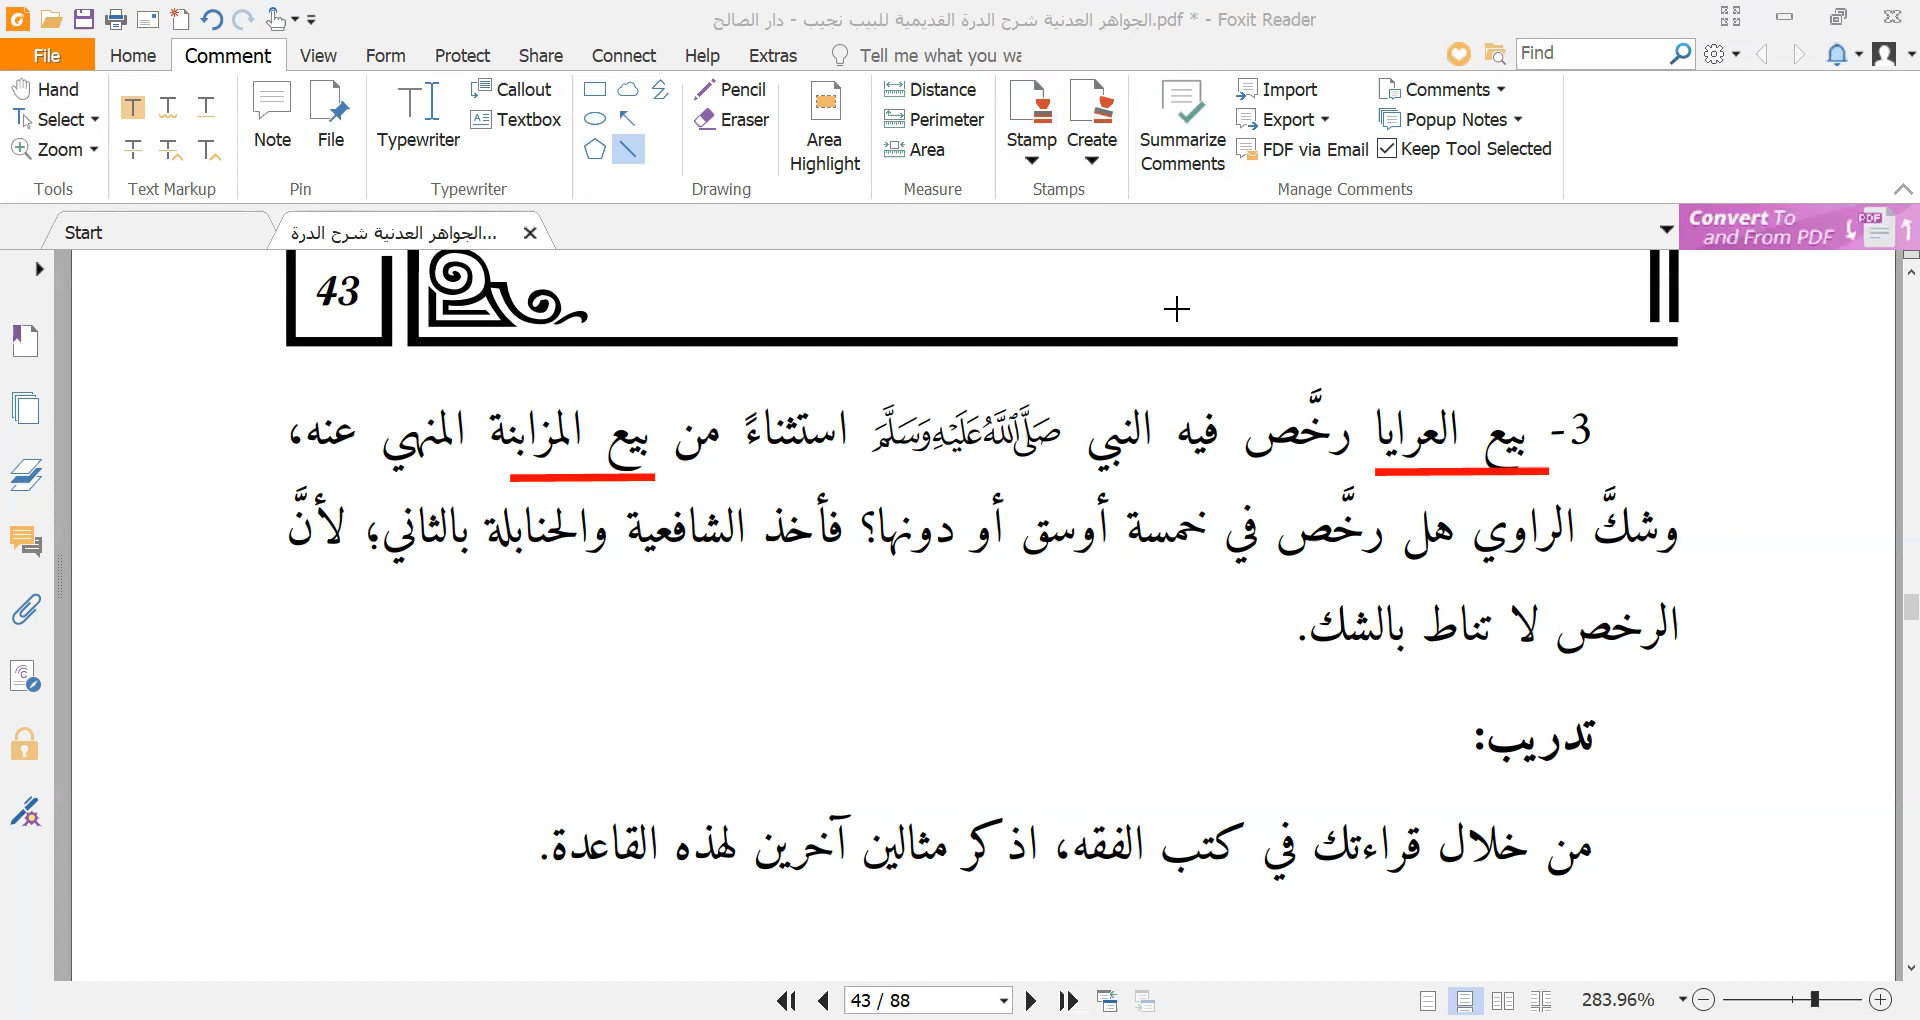 الجواهر العدنية شرح الدرة القديمية للبيب نجيب - دار الصالح.pdf * - Foxit Reader
File Home Comment View Form Protect Share Connect Help Extras Tell me what you wa Find
Hand
Select
Zoom
Tools
Text Markup
Note File
Pin
Typewriter
Callout
Textbox
Typewriter
Pencil
Eraser
Area Highlight
Drawing
Distance
Perimeter
Area
Measure
Stamp Create
Stamps
Summarize Comments
Import
Export
FDF via Email
Comments
Popup Notes
Keep Tool Selected
Manage Comments
Start
الجواهر العدنية شرح الدرة...
Convert To
and From PDF
PDF
43
3- بيع العرايا رخَّص فيه النبي صَلَّى ٱللَّهُ عَلَيْهِ وَسَلَّمَ استثناءً من بيع المزابنة المنهي عنه،
وشكَّ الراوي هل رخَّص في خمسة أوسق أو دونها؟ فأخذ الشافعية والحنابلة بالثاني؛ لأنَّ
الرخص لا تناط بالشك.
تدريب:
من خلال قراءتك في كتب الفقه، اذكر مثالين آخرين لهذه القاعدة.
43 / 88
283.96%